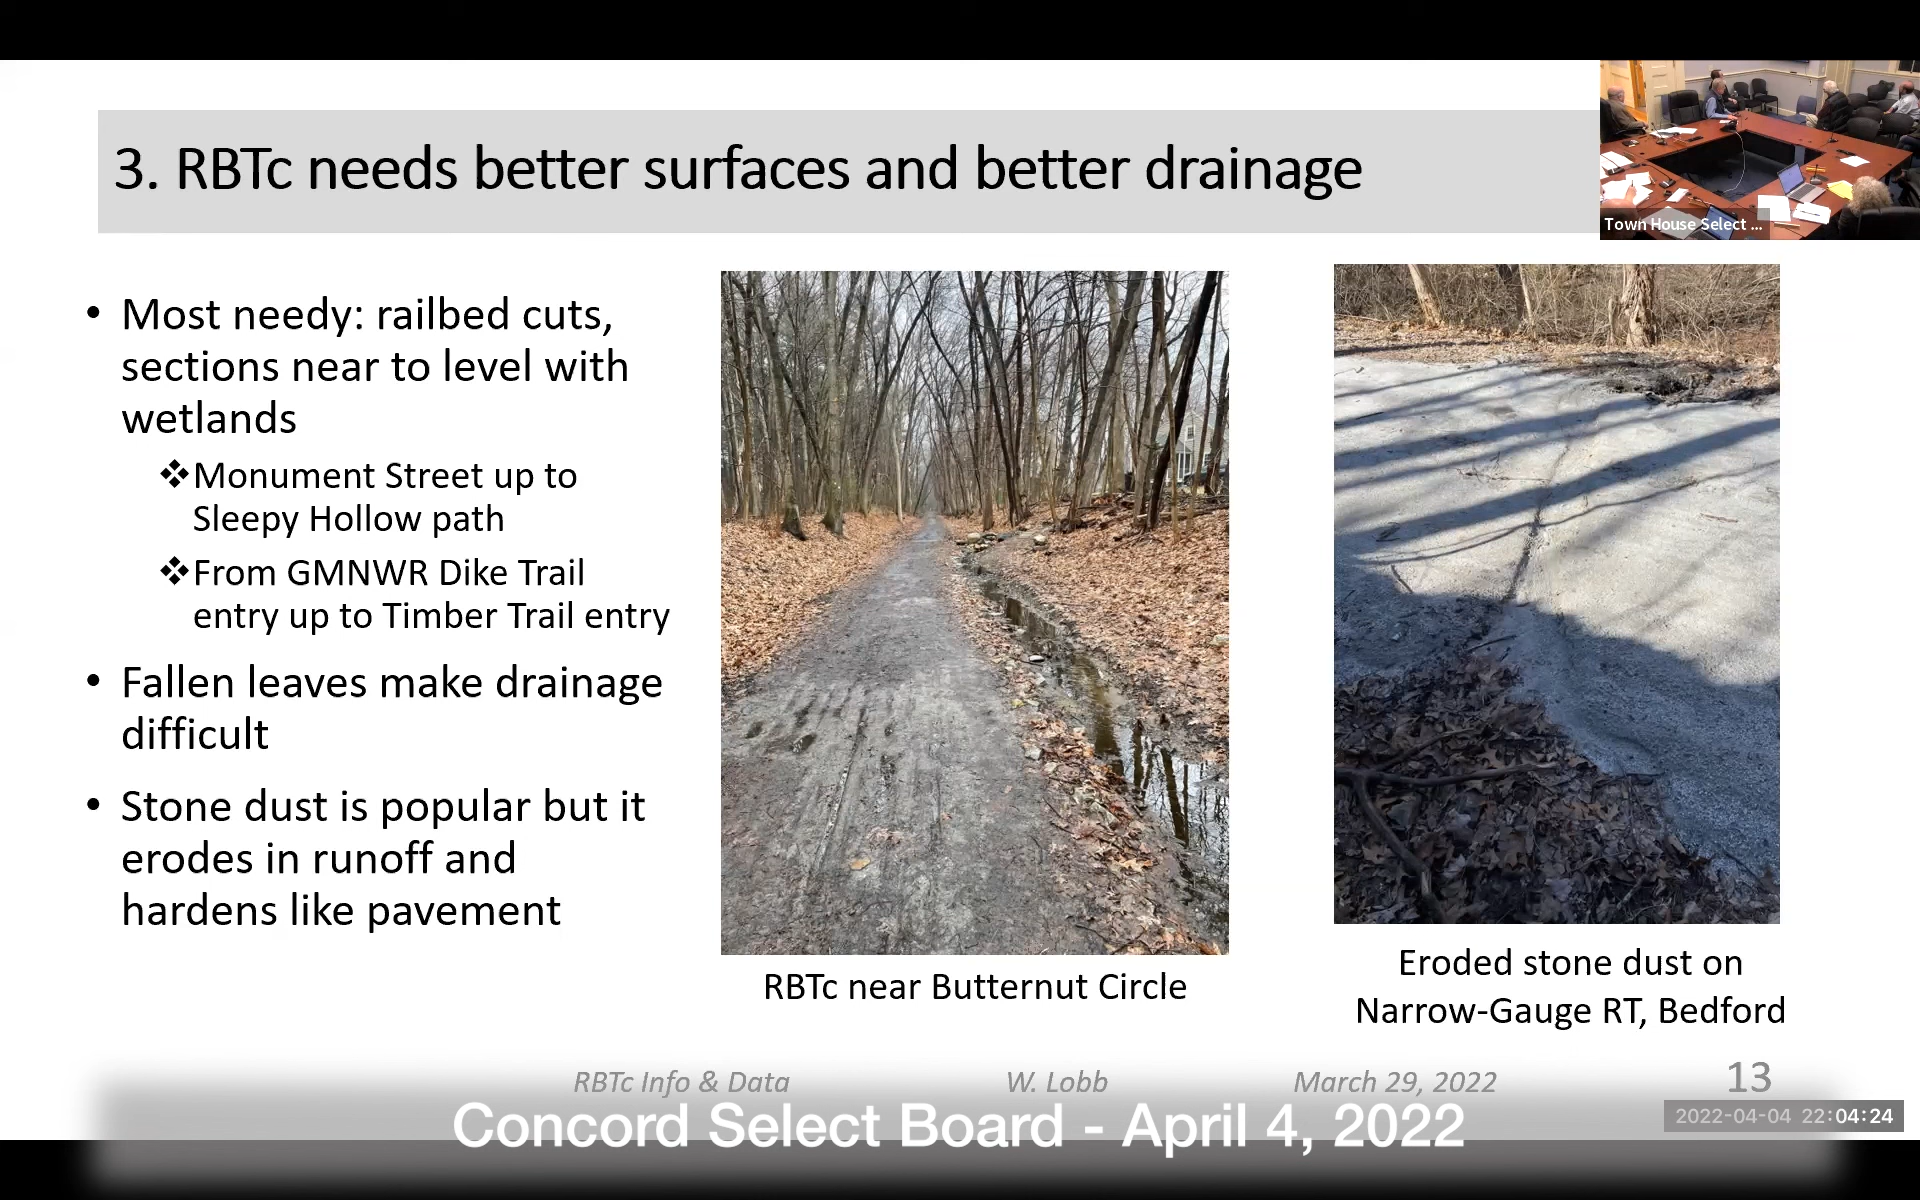 3. RBTc needs better surfaces and better drainage
Town House Select ...
• Most needy: railbed cuts,
sections near to level with
wetlands
❖Monument Street up to
Sleepy Hollow path
❖From GMNWR Dike Trail
entry up to Timber Trail entry
• Fallen leaves make drainage
difficult
• Stone dust is popular but it
erodes in runoff and
hardens like pavement
RBTc near Butternut Circle
Eroded stone dust on
Narrow-Gauge RT, Bedford
RBTc Info & Data W. Lobb March 29, 2022 13
Concord Select Board - April 4, 2022
2022-04-04 22:04:24